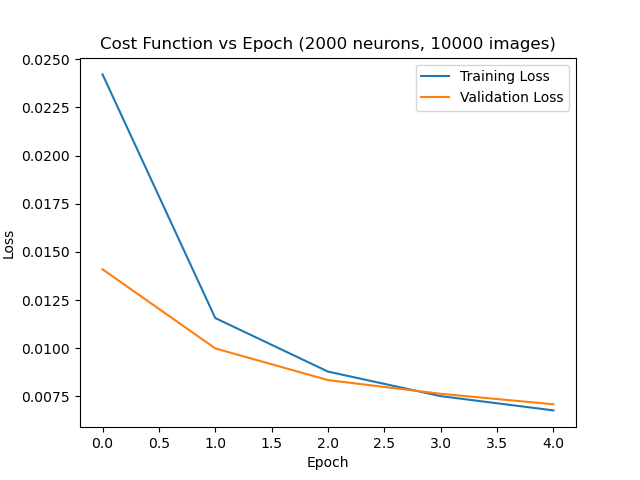 Cost Function vs Epoch (2000 neurons, 10000 images)
Training Loss
Validation Loss
0.0250
0.0225
0.0200
0.0175
0.0150
0.0125
0.0100
0.0075
Loss
0.0 0.5 1.0 1.5 2.0 2.5 3.0 3.5 4.0
Epoch